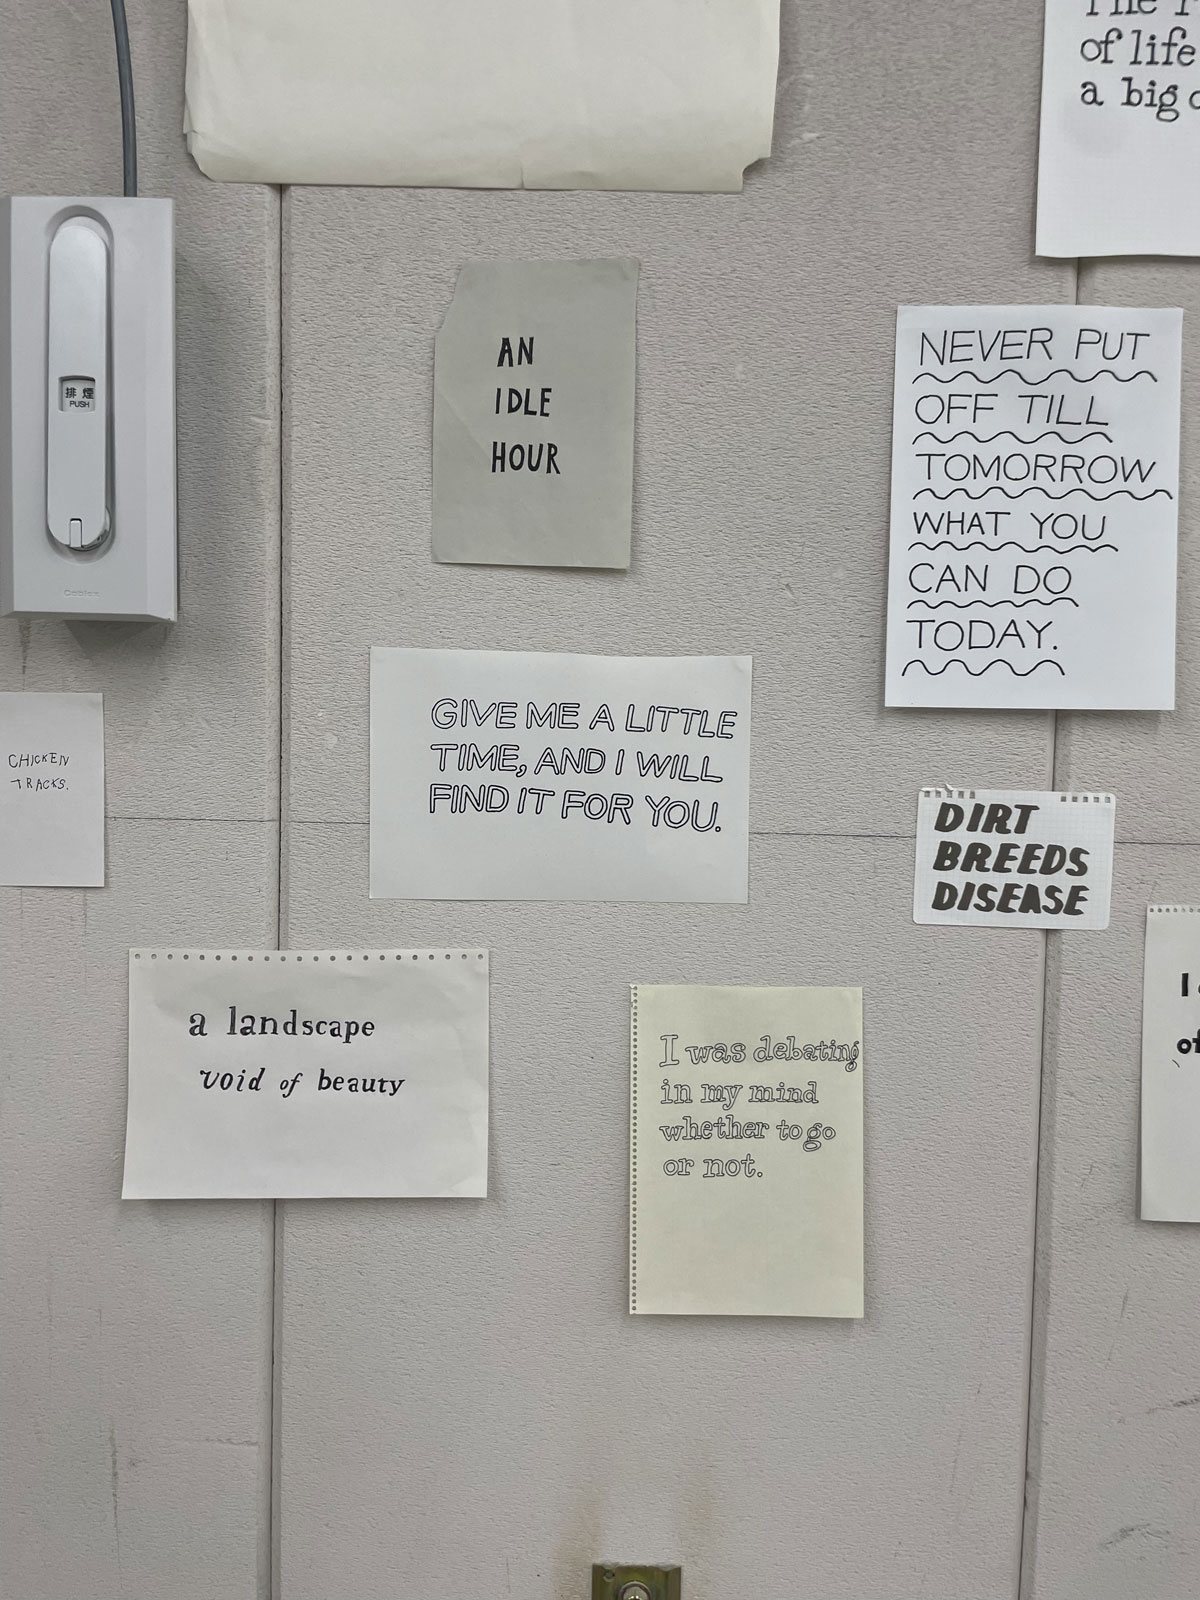 of life
a big
排煙
PUSH
AN
IDLE
HOUR
NEVER PUT
OFF TILL
TOMORROW
WHAT YOU
CAN DO
TODAY.
GIVE ME A LITTLE
TIME, AND I WILL
FIND IT FOR YOU.
CHICKEN
TRACKS.
DIRT
BREEDS
DISEASE
a landscape
void of beauty
I was debating
in my mind
whether to go
or not.